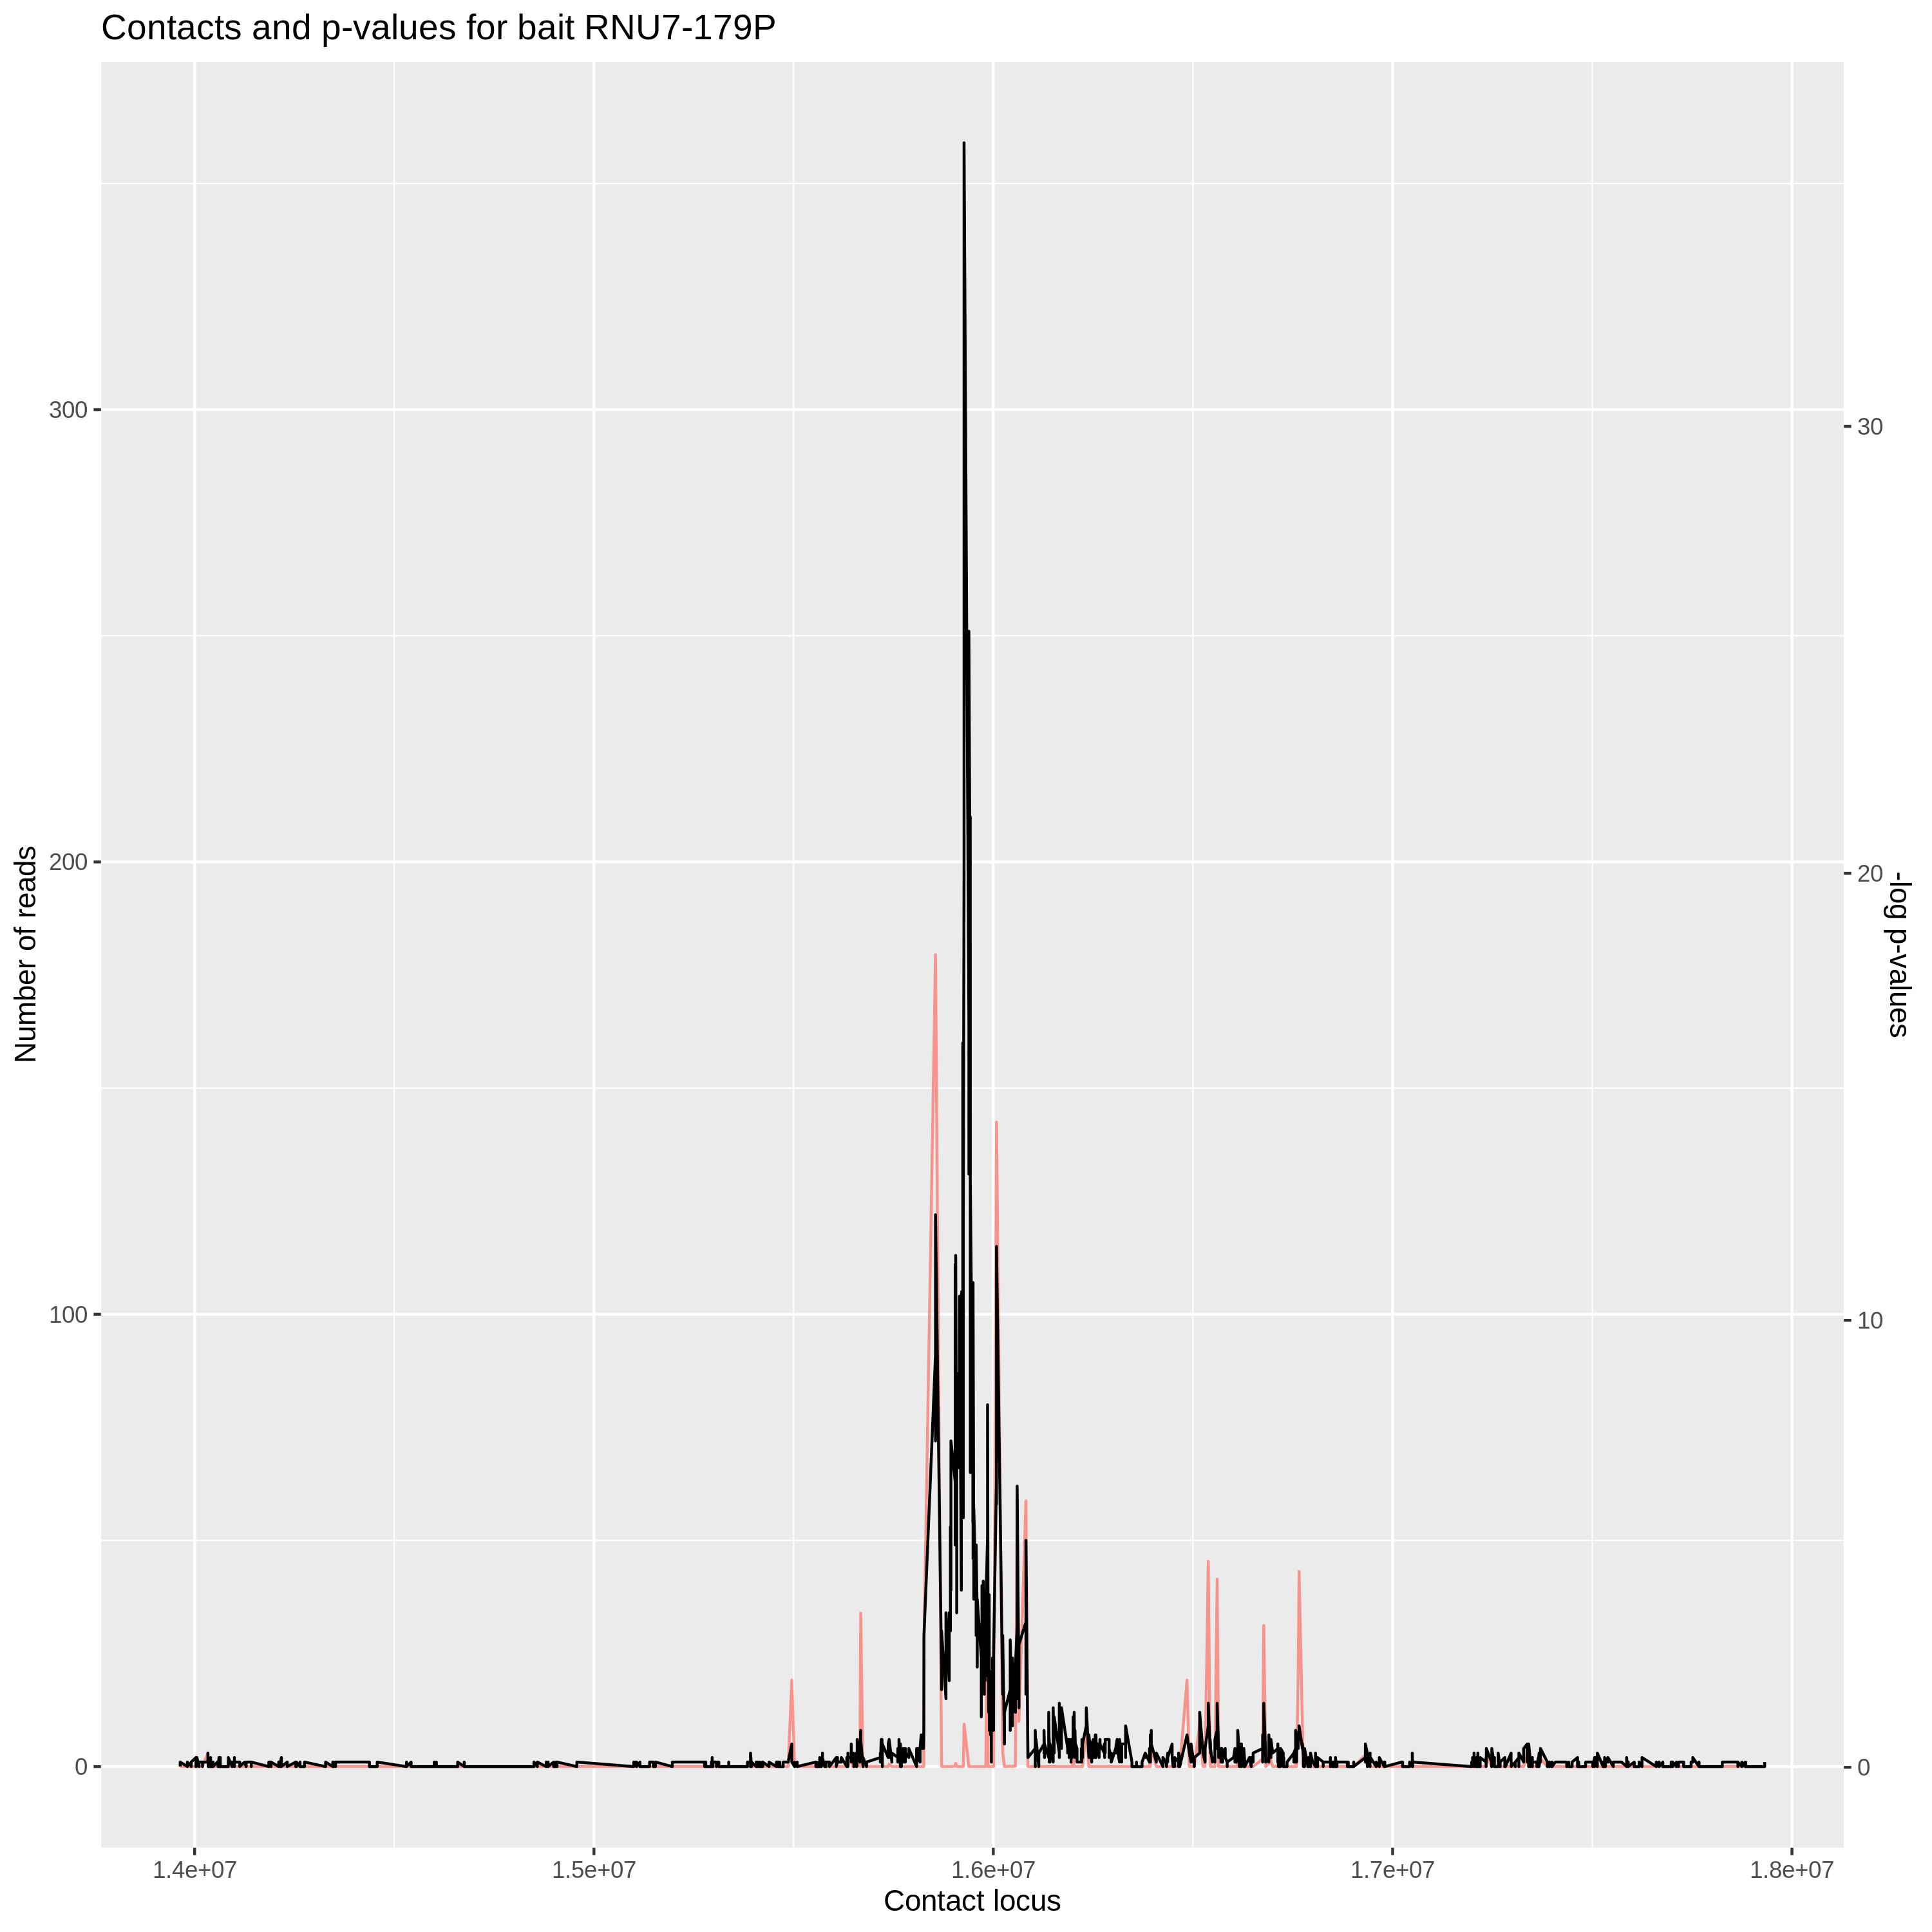 Contacts and p-values for bait RNU7-179P
Number of reads
300
200
100
0
30
20
10
0
-log p-values
1.4e+07
1.5e+07
1.6e+07
1.7e+07
1.8e+07
Contact locus